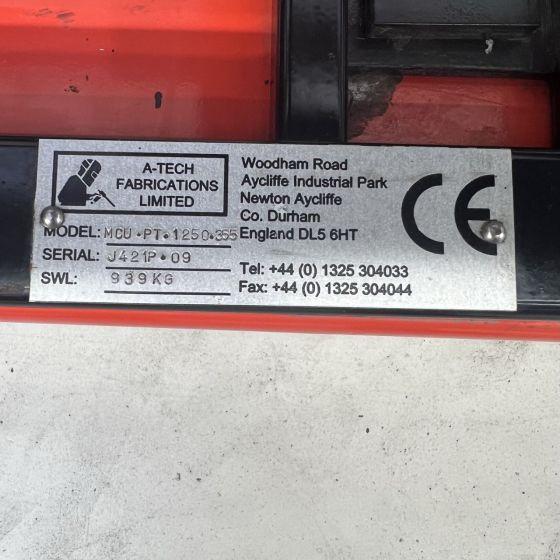 A-TECH
FABRICATIONS
LIMITED
MODEL: MCU•PT•1250•355
SERIAL: J421P•09
SWL: 939KG
Woodham Road
Aycliffe Industrial Park
Newton Aycliffe
Co. Durham
England DL5 6HT
Tel: +44 (0) 1325 304033
Fax: +44 (0) 1325 304044
CE